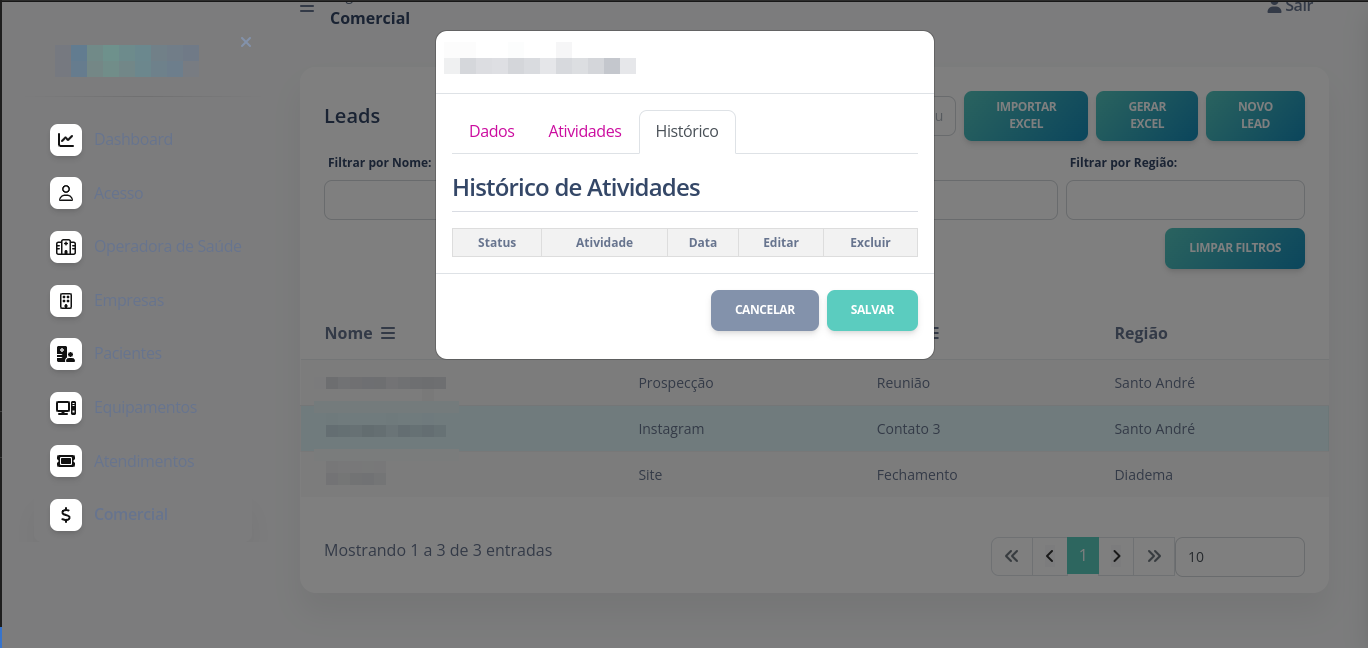 Comercial
Sair
Dashboard
Acesso
Operadora de Saúde
Empresas
Pacientes
Equipamentos
Atendimentos
Comercial
Leads
IMPORTAR
EXCEL
GERAR
EXCEL
NOVO
LEAD
Filtrar por Nome:
Filtrar por Região:
LIMPAR FILTROS
Dados Atividades Histórico
Histórico de Atividades
Status Atividade Data Editar Excluir
CANCELAR SALVAR
Nome Região
Prospecção Reunião Santo André
Instagram Contato 3 Santo André
Site Fechamento Diadema
Mostrando 1 a 3 de 3 entradas
1 10